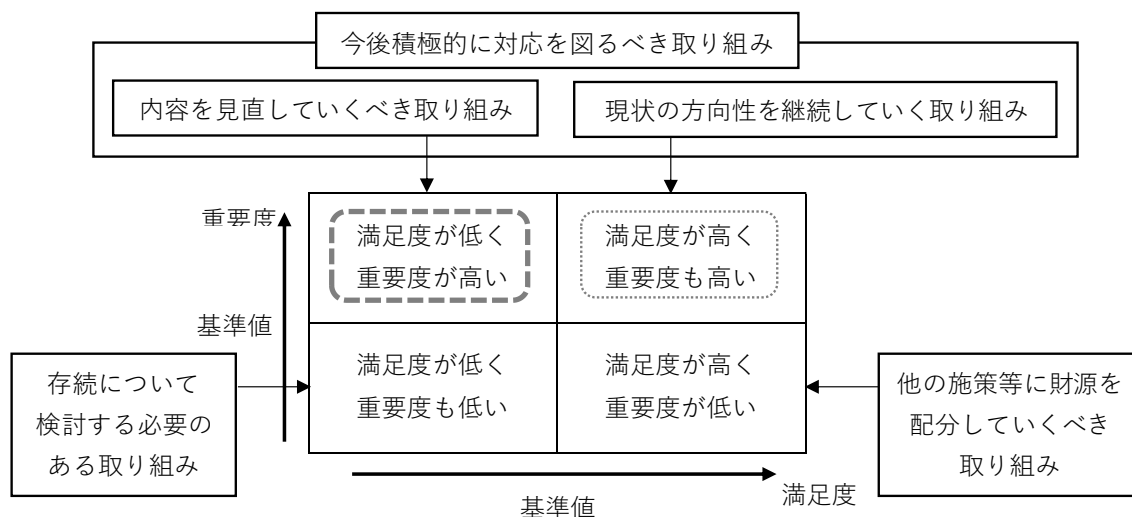 今後積極的に対応を図るべき取り組み
内容を見直していくべき取り組み
現状の方向性を継続していく取り組み
重要度
満足度が低く
重要度が高い
満足度が高く
重要度も高い
基準値
満足度が低く
重要度も低い
満足度が高く
重要度が低い
存続について
検討する必要の
ある取り組み
他の施策等に財源を
配分していくべき
取り組み
満足度
基準値